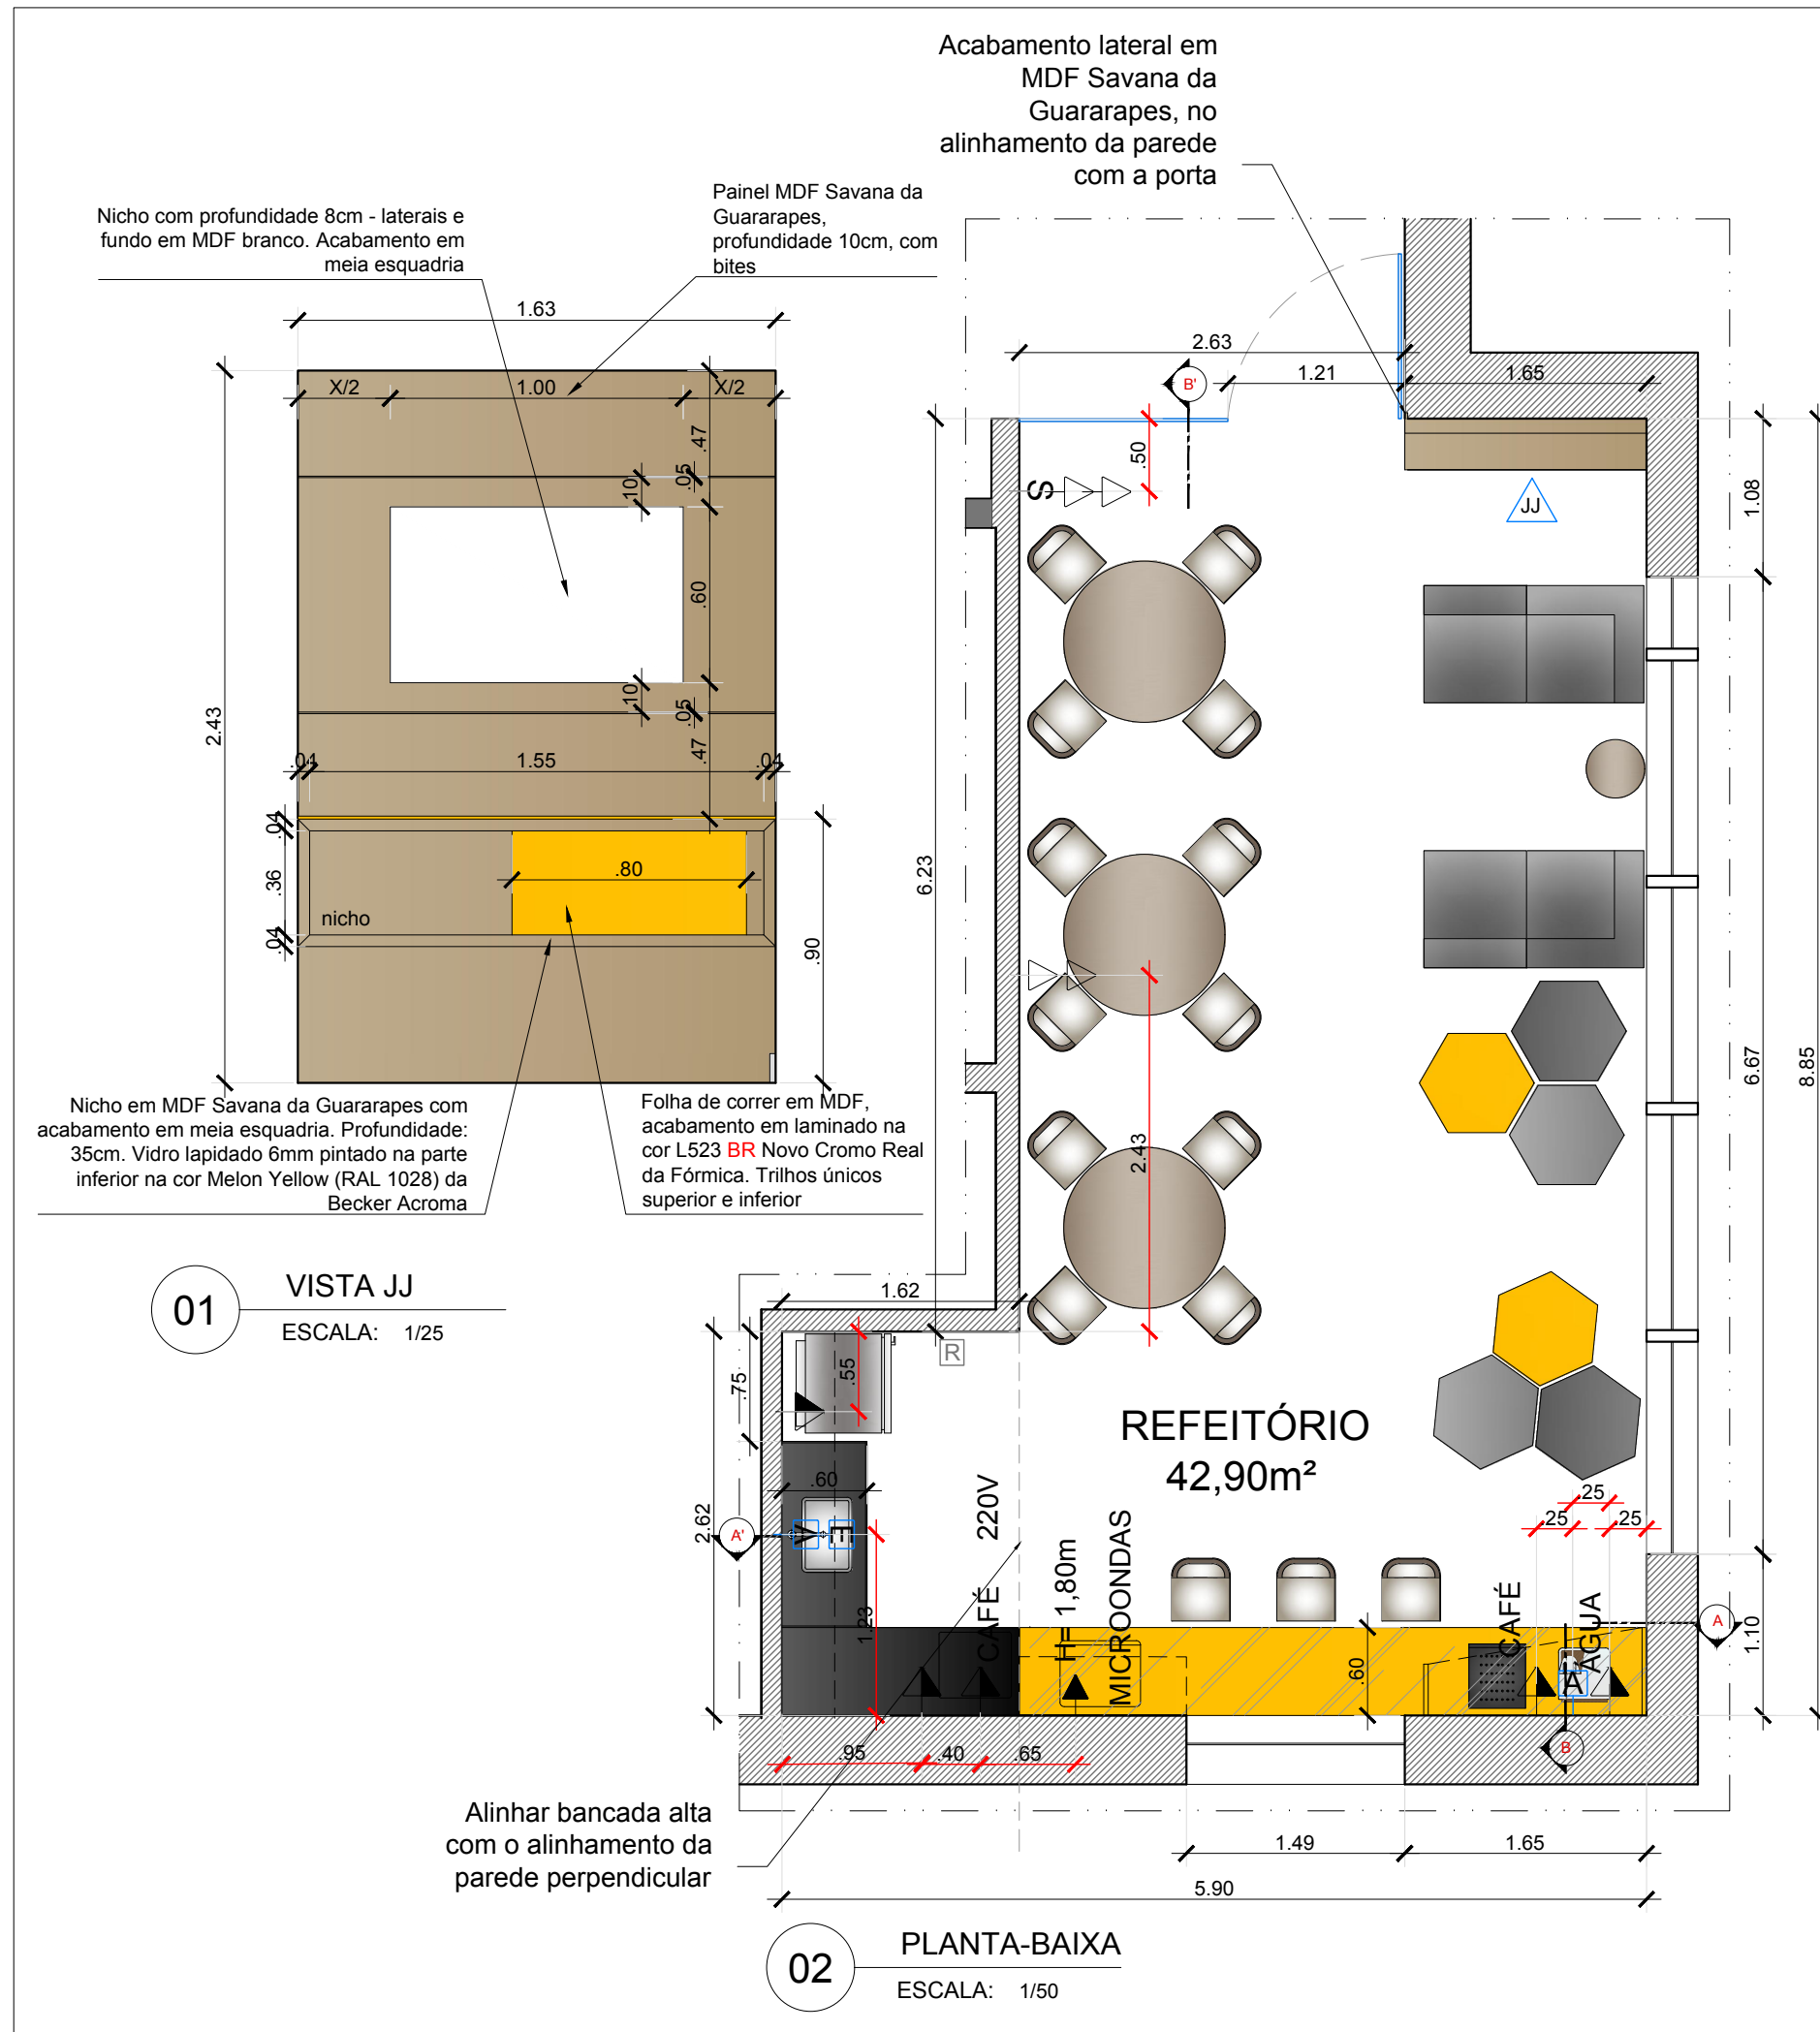 Acabamento lateral em
MDF Savana da
Guararapes, no
alinhamento da parede
com a porta
Nicho com profundidade 8cm - laterais e
fundo em MDF branco. Acabamento em
meia esquadria
Painel MDF Savana da
Guararapes,
profundidade 10cm, com
bites
1.63
X/2
1.00
X/2
.47
.05
.10
.60
.10
.05
.47
2.43
.04
1.55
.04
.04
.36
.04
.80
nicho
.90
Nicho em MDF Savana da Guararapes com
acabamento em meia esquadria. Profundidade:
35cm. Vidro lapidado 6mm pintado na parte
inferior na cor Melon Yellow (RAL 1028) da
Becker Acroma
Folha de correr em MDF,
acabamento em laminado na
cor L523 BR Novo Cromo Real
da Fórmica. Trilhos únicos
superior e inferior
01
VISTA JJ
ESCALA: 1/25
2.63
B'
1.21
1.65
.50
S
JJ
1.08
6.23
6.67
8.85
2.43
1.62
R
.75
.55
2.62
.60
A'
V
E
1.23
REFEITÓRIO
42,90m²
220V
CAFÉ
H= 1,80m
MICROONDAS
.25
.25
.25
CAFÉ
ÁGUA
A
A
1.10
.60
B
.95
.40
.65
Alinhar bancada alta
com o alinhamento da
parede perpendicular
1.49
1.65
5.90
02
PLANTA-BAIXA
ESCALA: 1/50